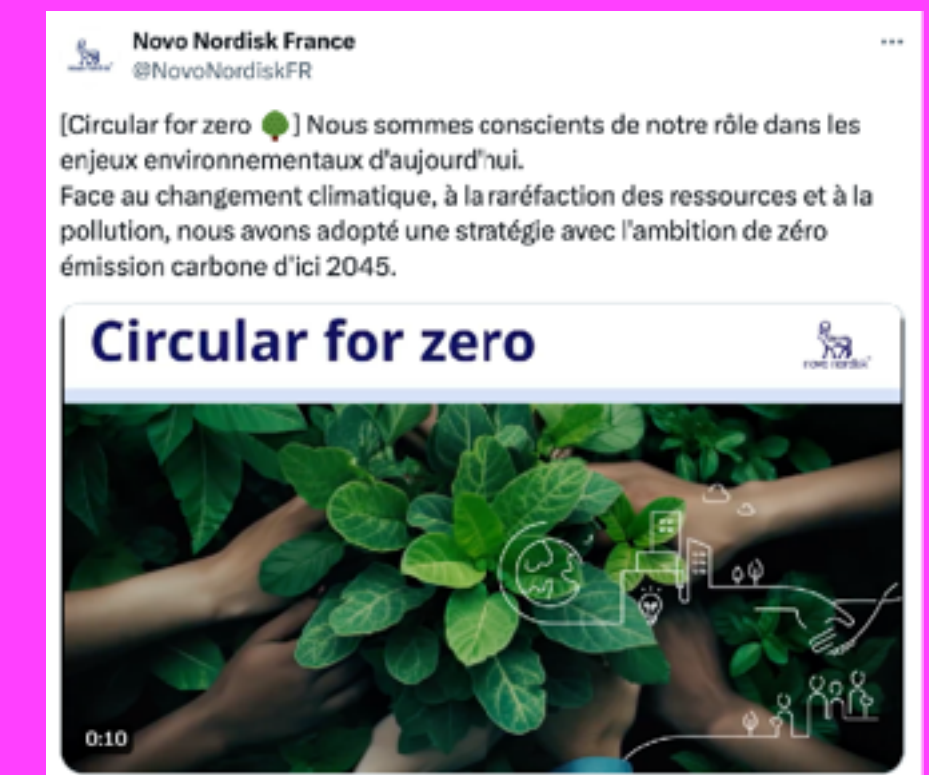 Novo Nordisk France
@NovoNordiskFR
[Circular for zero 🌳] Nous sommes conscients de notre rôle dans les
enjeux environnementaux d'aujourd'hui.
Face au changement climatique, à la raréfaction des ressources et à la
pollution, nous avons adopté une stratégie avec l'ambition de zéro
émission carbone d'ici 2045.
Circular for zero
novo nordisk
0:10